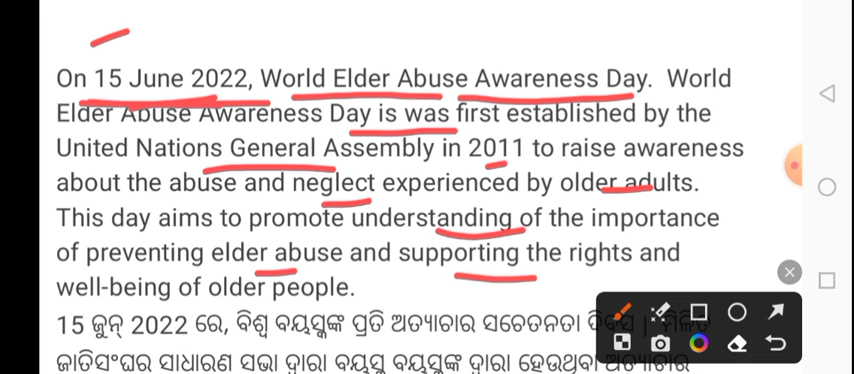 On 15 June 2022, World Elder Abuse Awareness Day. World
Elder Abuse Awareness Day is was first established by the
United Nations General Assembly in 2011 to raise awareness
about the abuse and neglect experienced by older adults.
This day aims to promote understanding of the importance
of preventing elder abuse and supporting the rights and
well-being of older people.
15 ଜୁନ୍ 2022 ରେ, ବିଶ୍ୱ ବୟସ୍କଙ୍କ ପ୍ରତି ଅତ୍ୟାଚାର ସଚେତନତା ଦିବସ | ମିଳିତ
ଜାତିସଂଘର ସାଧାରଣ ସଭା ଦ୍ୱାରା ବୟସ୍କ ବୟସ୍କଙ୍କ ଦ୍ୱାରା ହେଉଥିବା ଅତ୍ୟାଚାର